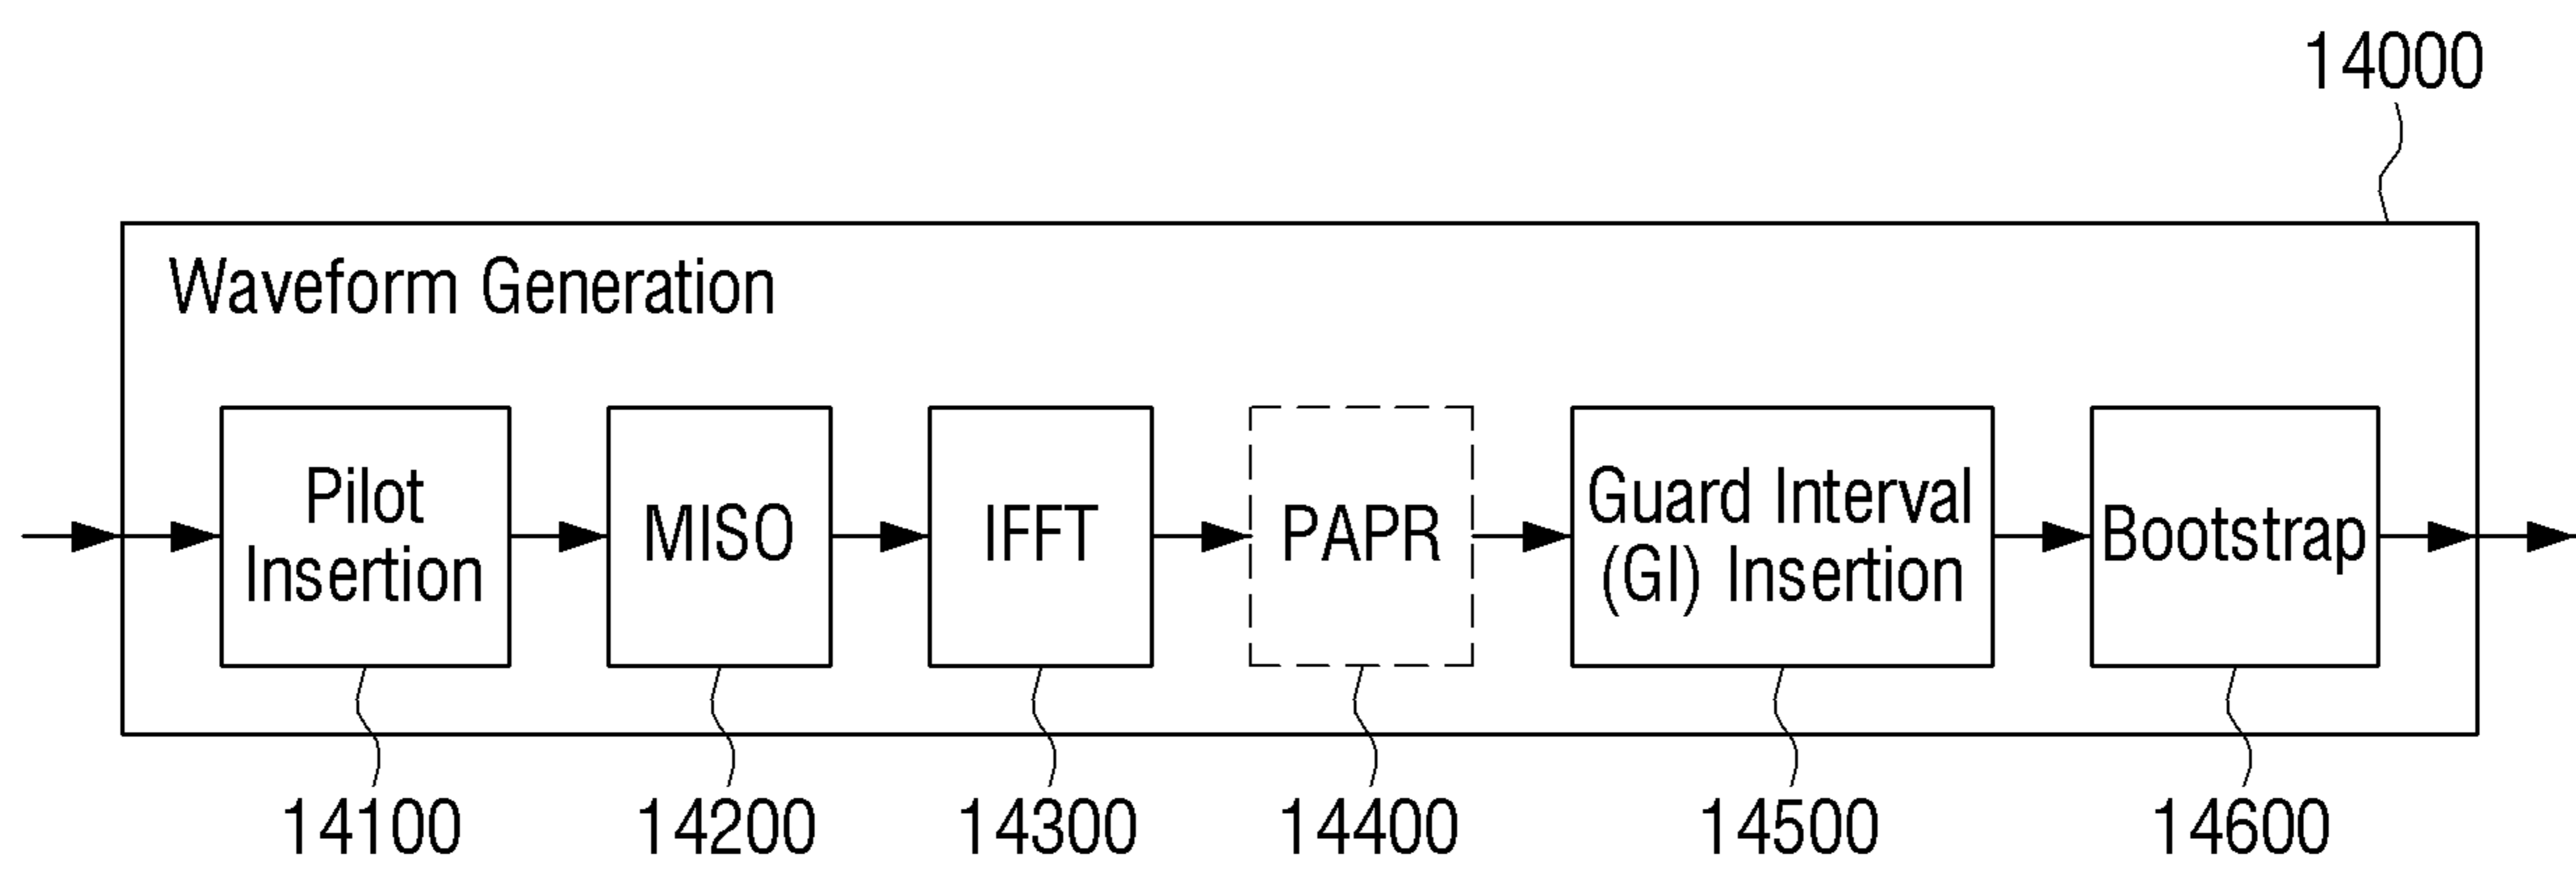 14000
Waveform Generation
Pilot
Insertion
MISO
IFFT
PAPR
Guard Interval
(GI) Insertion
Bootstrap
14100
14200
14300
14400
14500
14600